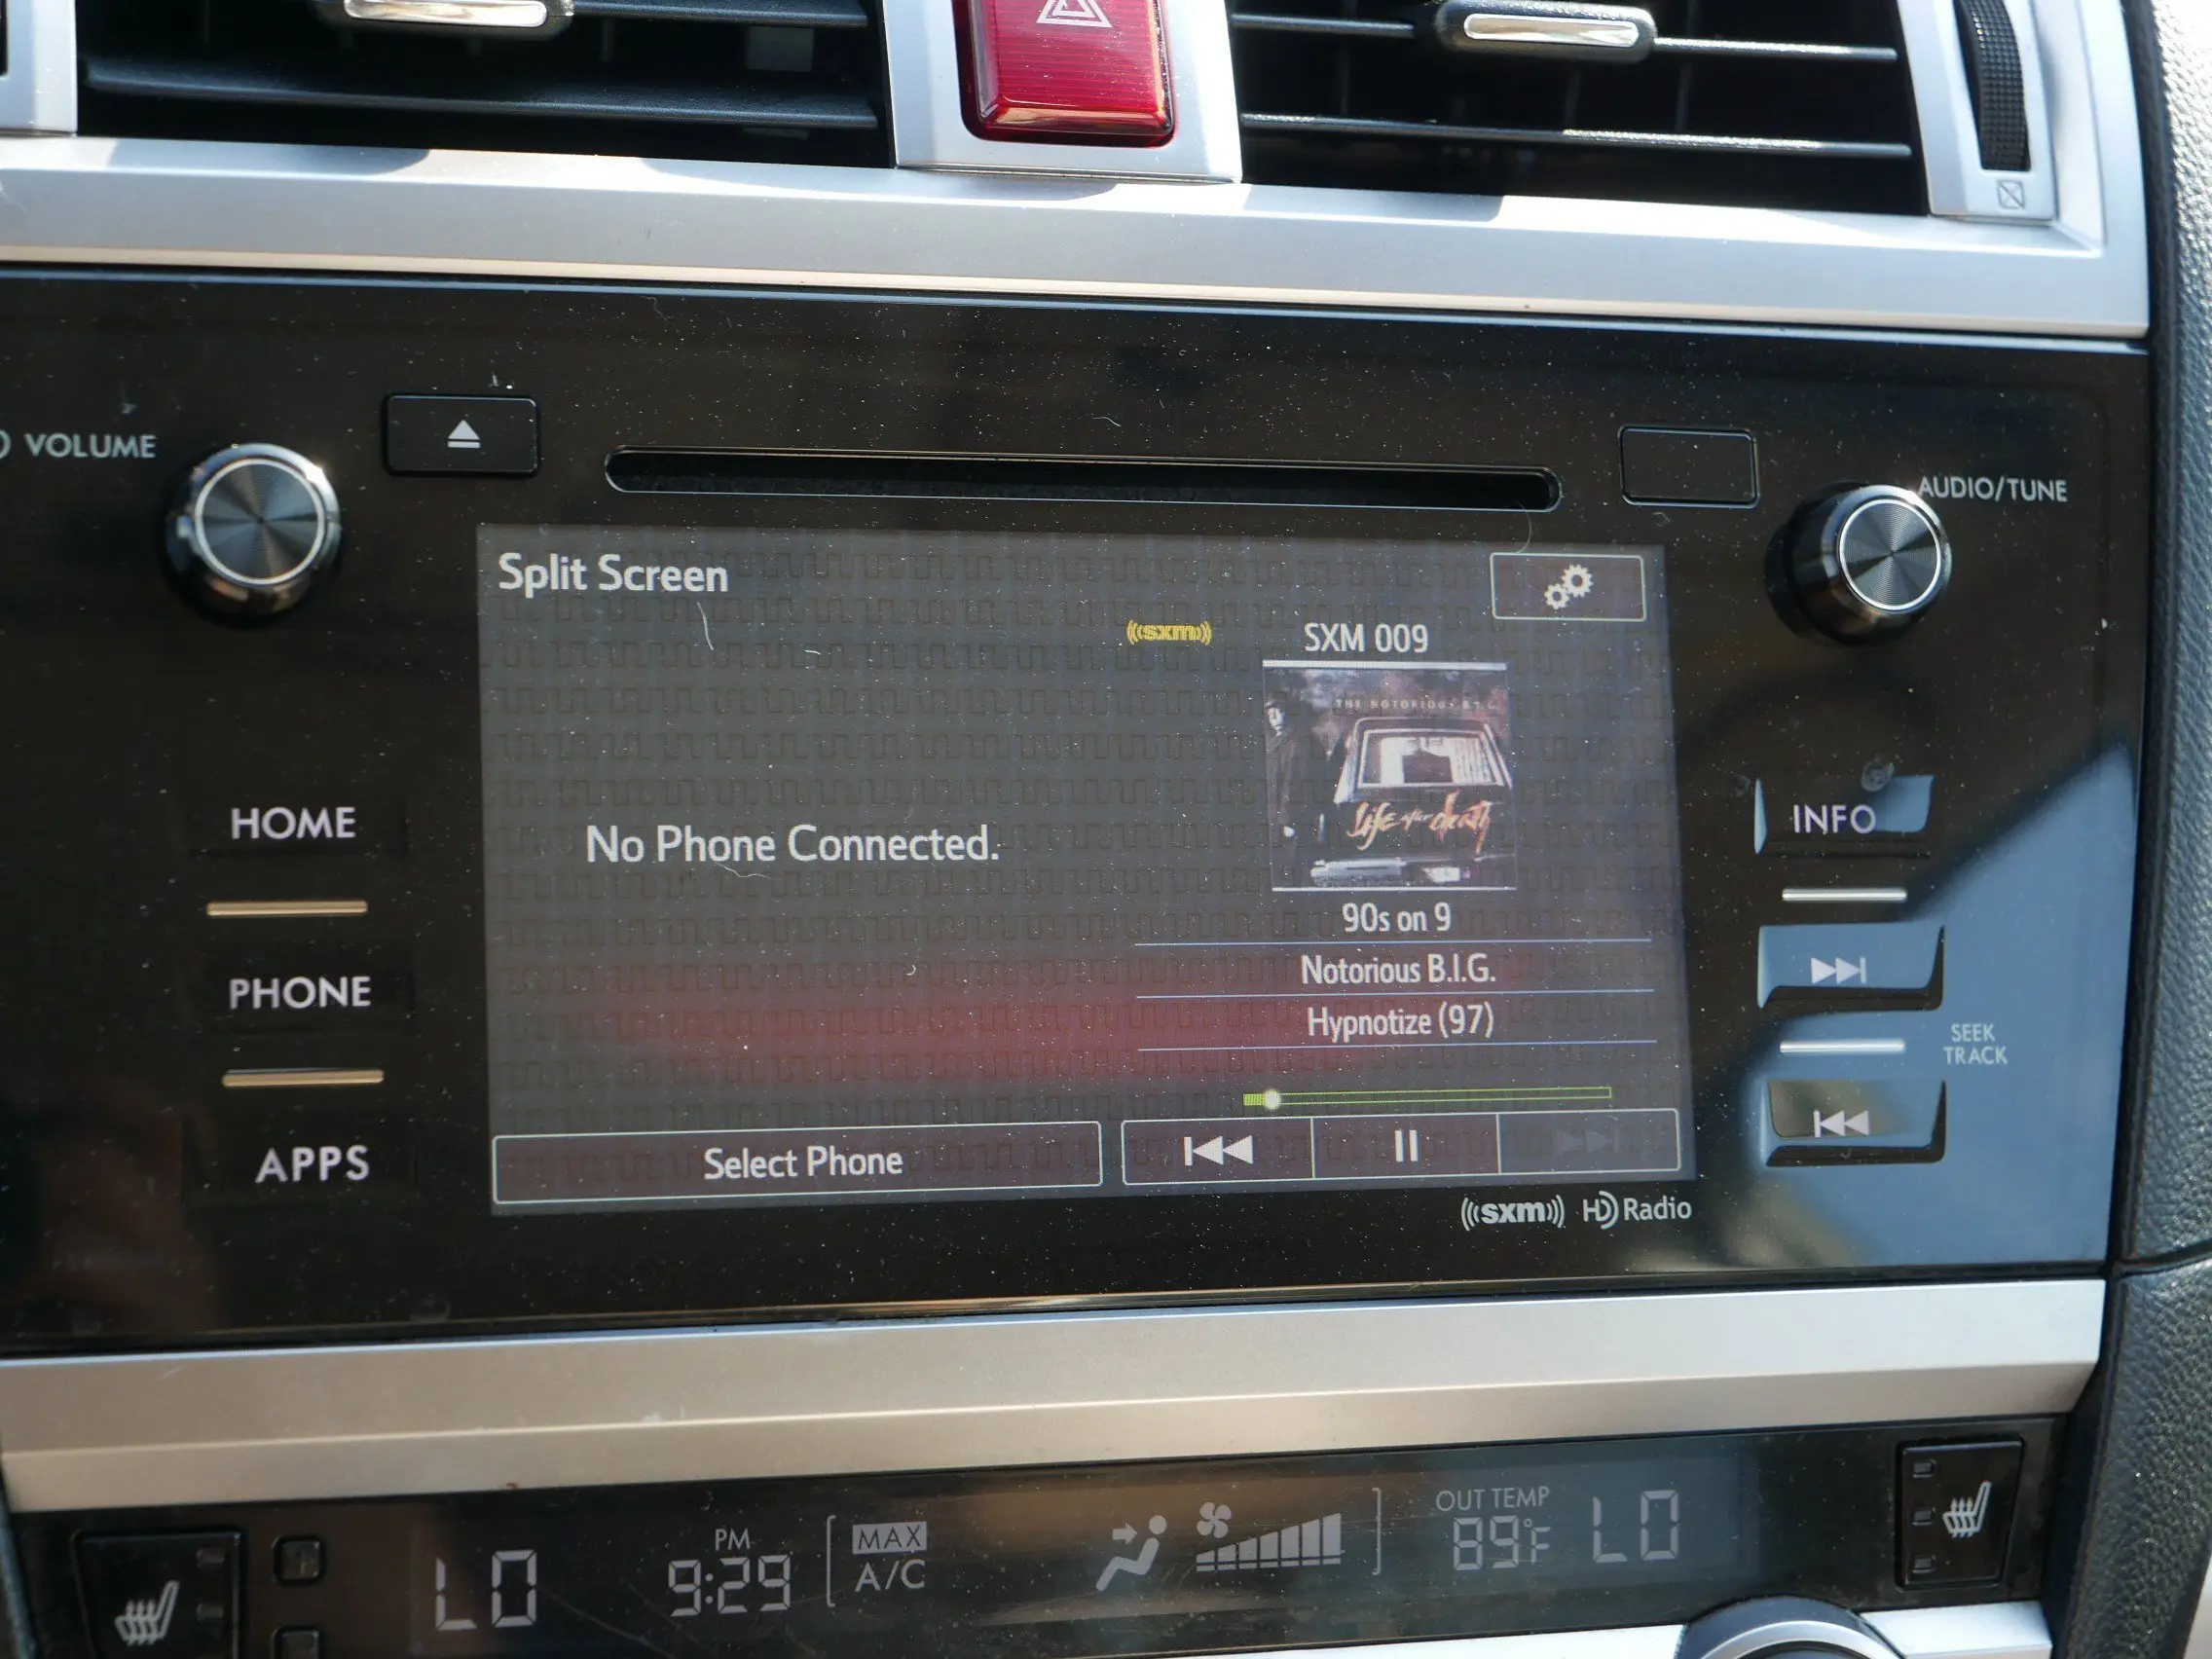 VOLUME
AUDIO/TUNE
Split Screen
sxm
SXM 009
THE NOTORIOUS B.I.G.
Life after death
HOME
INFO
No Phone Connected.
90s on 9
Notorious B.I.G.
PHONE
Hypnotize (97)
SEEK
TRACK
APPS
Select Phone
sxm HD Radio
PM
9:29
LO
MAX
A/C
OUT TEMP
89°F
LO